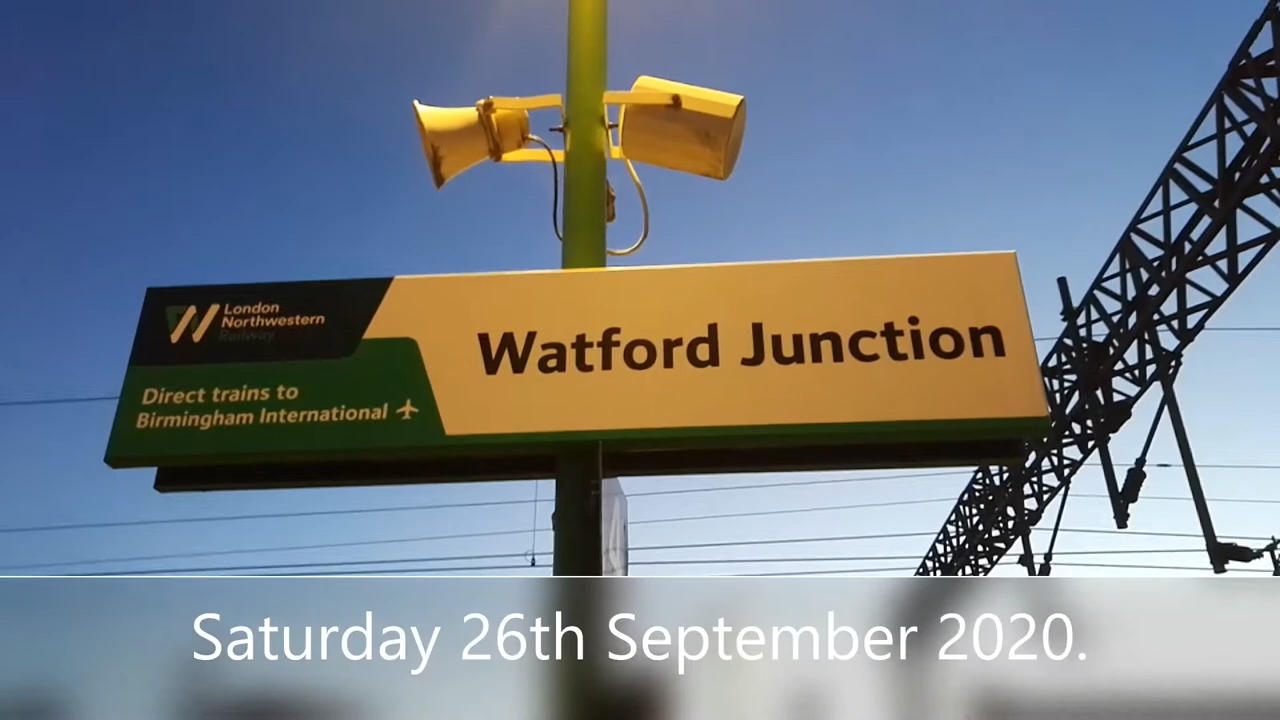 London
Northwestern
Railway
Direct trains to
Birmingham International
Watford Junction
Saturday 26th September 2020.